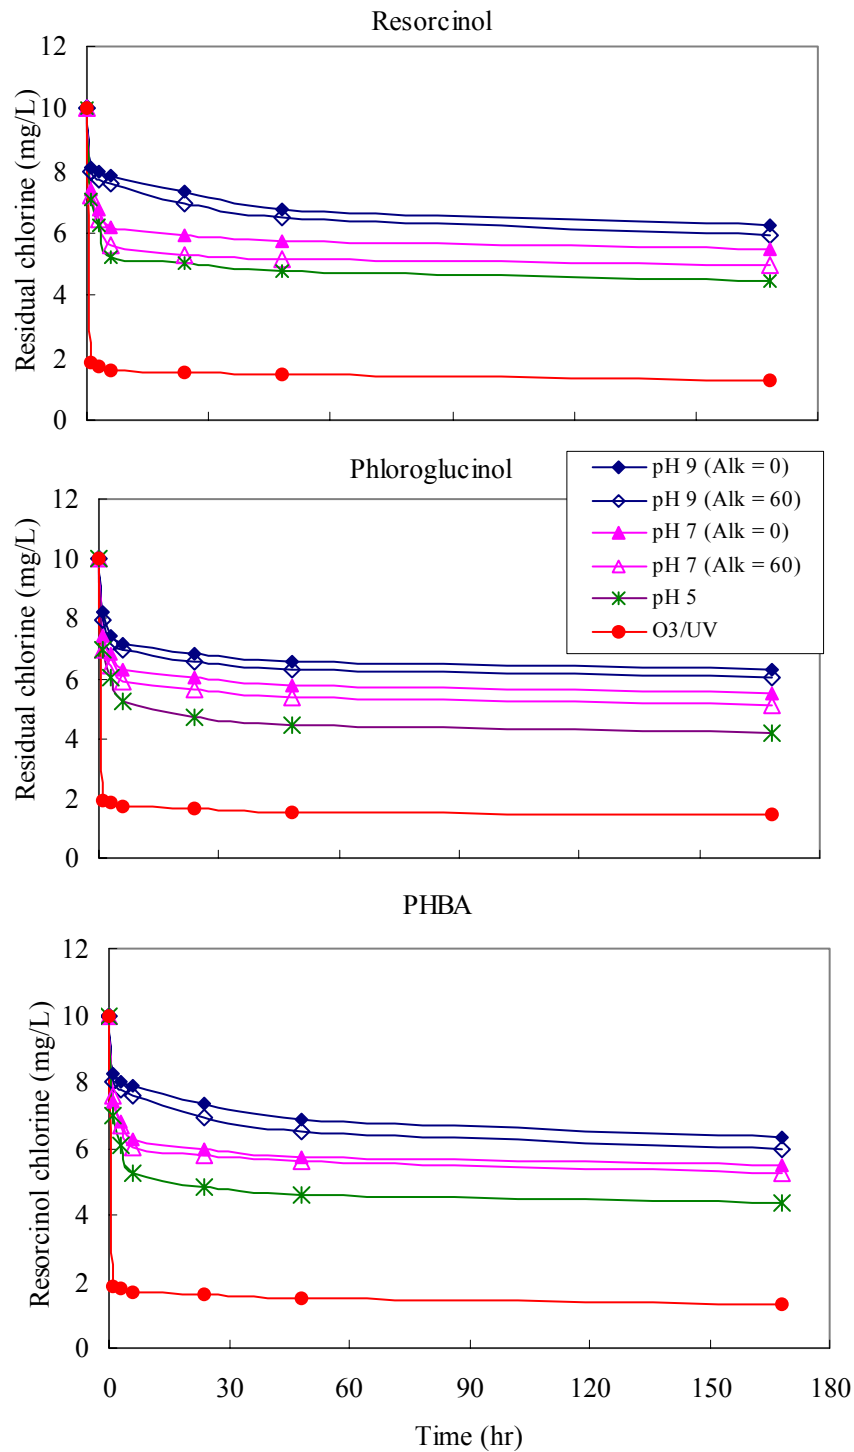 Resorcinol
12
10
8
6
4
2
0
Residual chlorine (mg/L)
Phloroglucinol
12
10
8
6
4
2
0
Residual chlorine (mg/L)
pH 9 (Alk = 0)
pH 9 (Alk = 60)
pH 7 (Alk = 0)
pH 7 (Alk = 60)
pH 5
O3/UV
PHBA
12
10
8
6
4
2
0
Resorcinol chlorine (mg/L)
0 30 60 90 120 150 180
Time (hr)